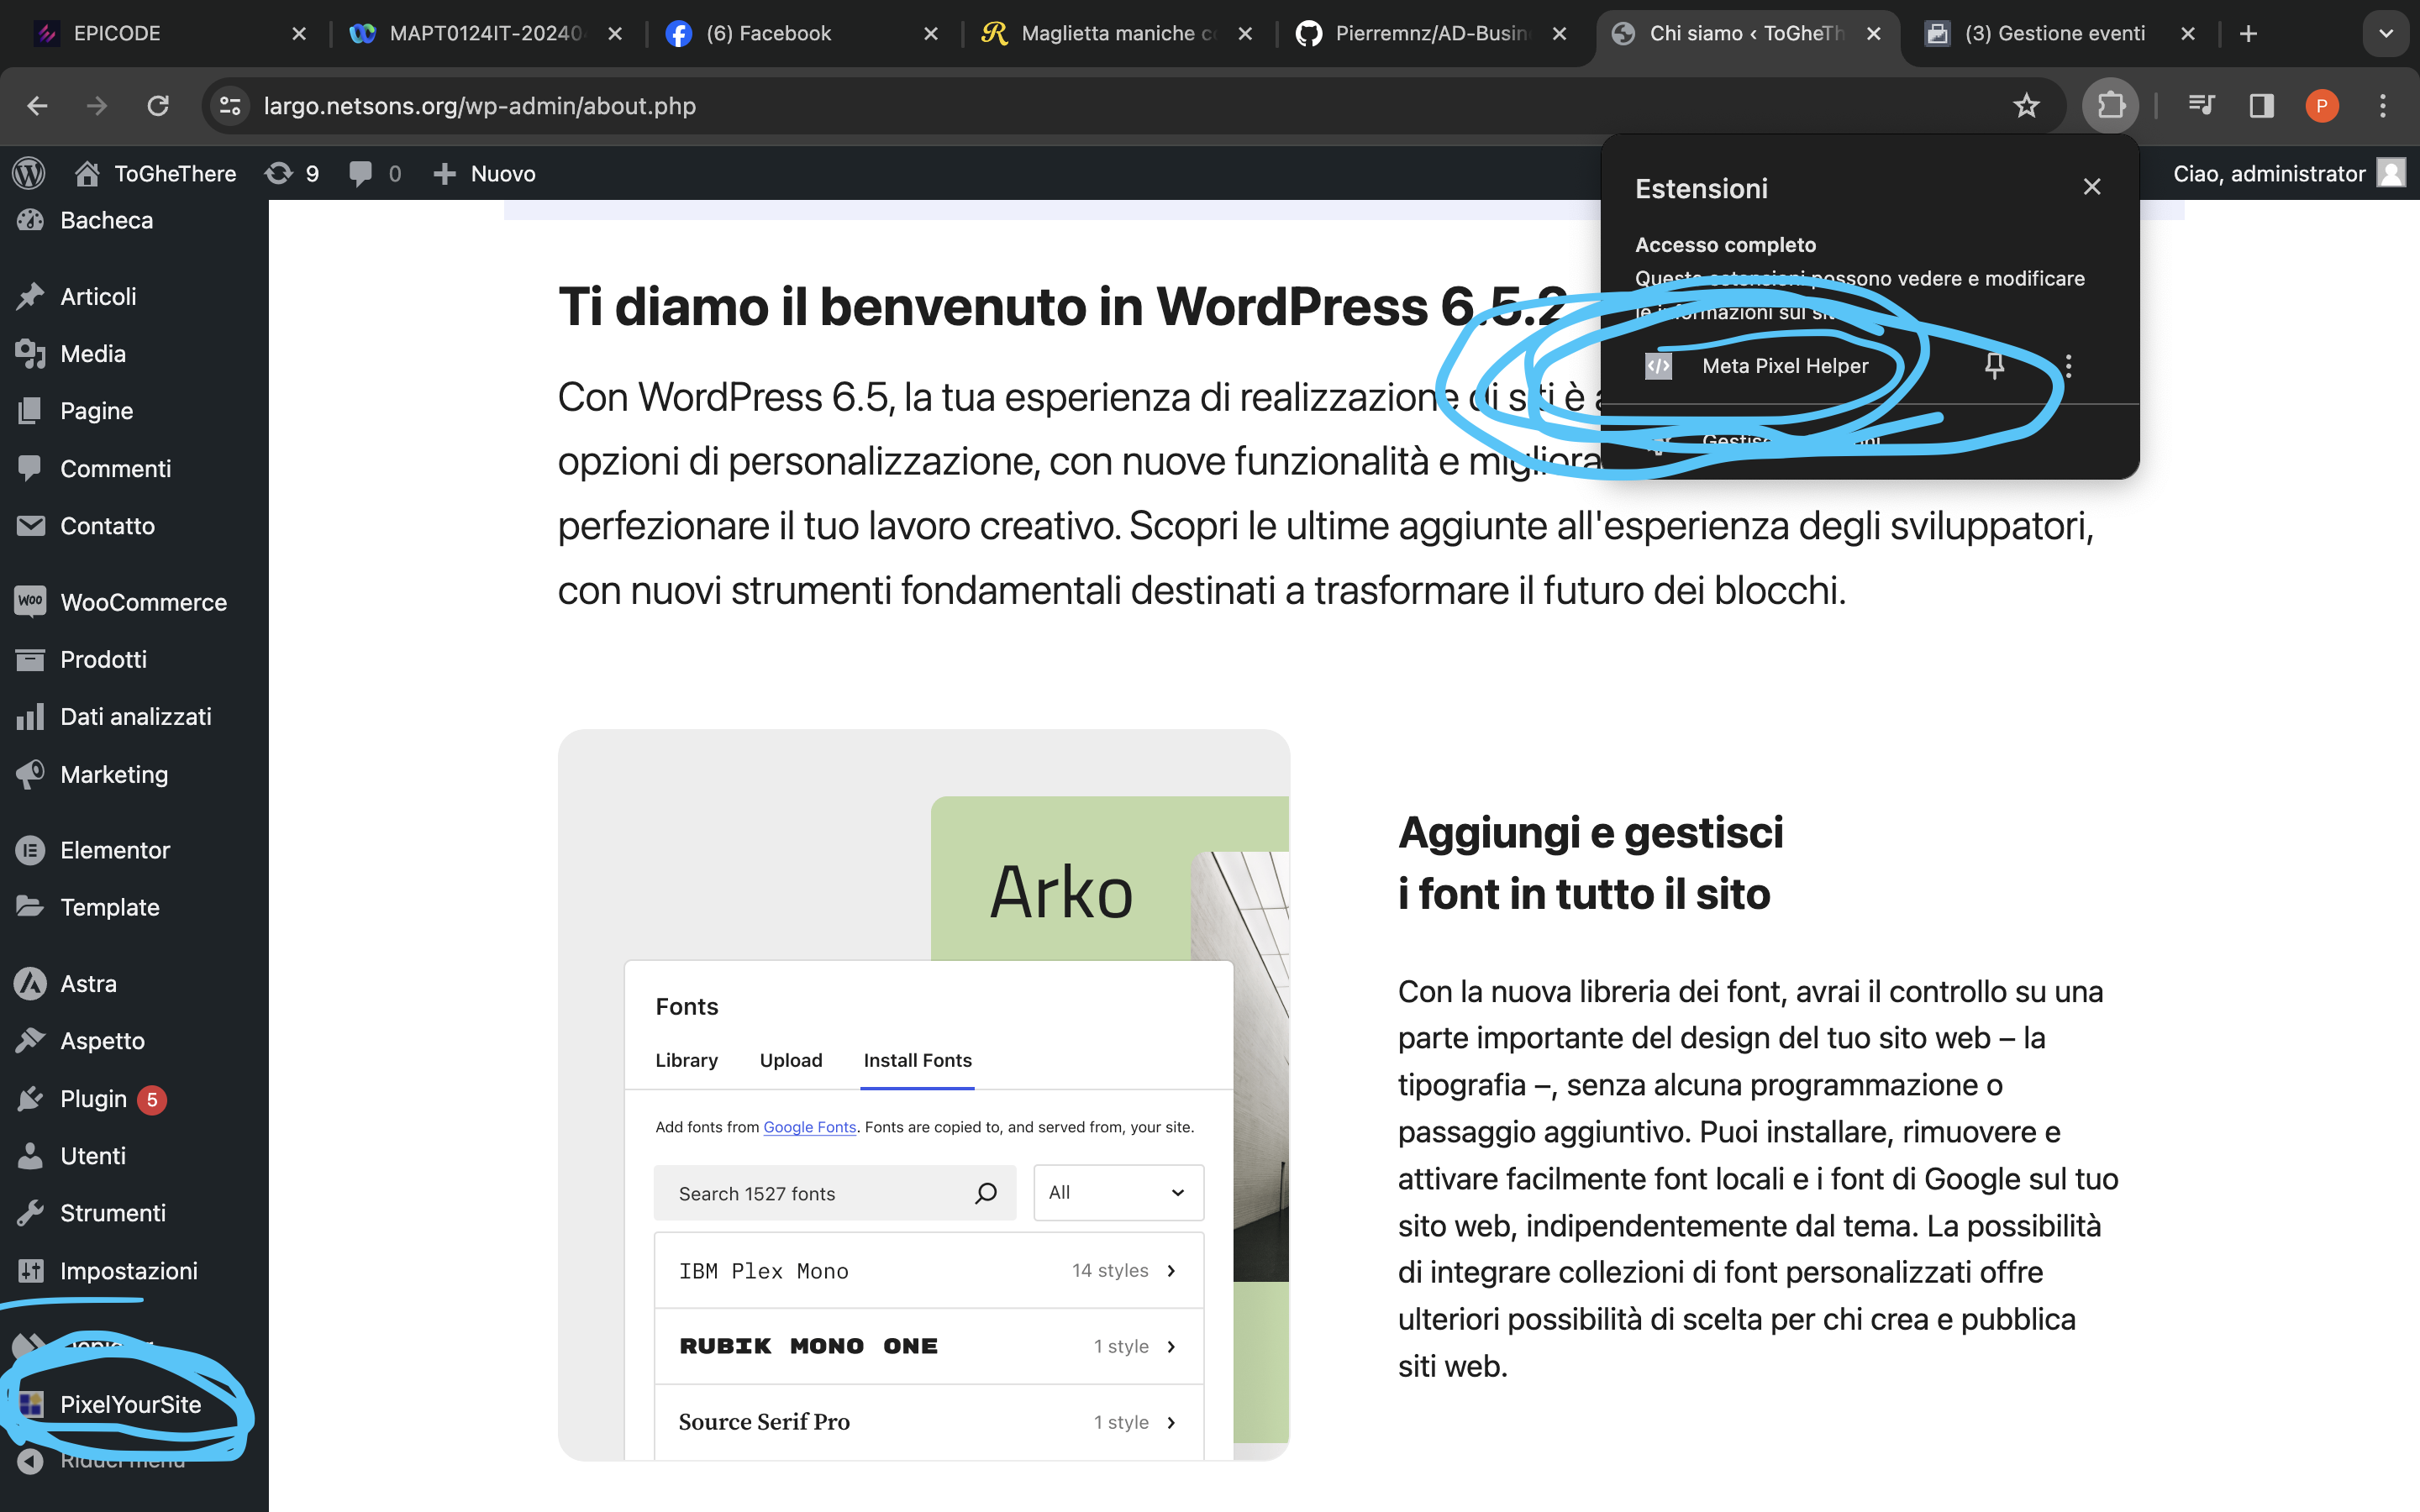 EPICODE
MAPT0124IT-20240
(6) Facebook
Maglietta maniche c
Pierremnz/AD-Busin
Chi siamo ‹ ToGheTh
(3) Gestione eventi
largo.netsons.org/wp-admin/about.php
P
ToGheThere
9
0
Nuovo
Ciao, administrator
Estensioni
Accesso completo
Queste estensioni possono vedere e modificare
le informazioni sul sit
Meta Pixel Helper
Bacheca
Articoli
Media
Pagine
Commenti
Contatto
WOO
WooCommerce
Prodotti
Dati analizzati
Marketing
Elementor
Template
Astra
Aspetto
Plugin 5
Utenti
Strumenti
Impostazioni
PixelYourSite
Riduci menu
Ti diamo il benvenuto in WordPress 6.5.2
Con WordPress 6.5, la tua esperienza di realizzazione di siti è a
opzioni di personalizzazione, con nuove funzionalità e migliora
perfezionare il tuo lavoro creativo. Scopri le ultime aggiunte all'esperienza degli sviluppatori,
con nuovi strumenti fondamentali destinati a trasformare il futuro dei blocchi.
Arko
Fonts
Library
Upload
Install Fonts
Add fonts from Google Fonts. Fonts are copied to, and served from, your site.
Search 1527 fonts
All
IBM Plex Mono
14 styles
RUBIK MONO ONE
1 style
Source Serif Pro
1 style
Aggiungi e gestisci
i font in tutto il sito
Con la nuova libreria dei font, avrai il controllo su una
parte importante del design del tuo sito web – la
tipografia –, senza alcuna programmazione o
passaggio aggiuntivo. Puoi installare, rimuovere e
attivare facilmente font locali e i font di Google sul tuo
sito web, indipendentemente dal tema. La possibilità
di integrare collezioni di font personalizzati offre
ulteriori possibilità di scelta per chi crea e pubblica
siti web.